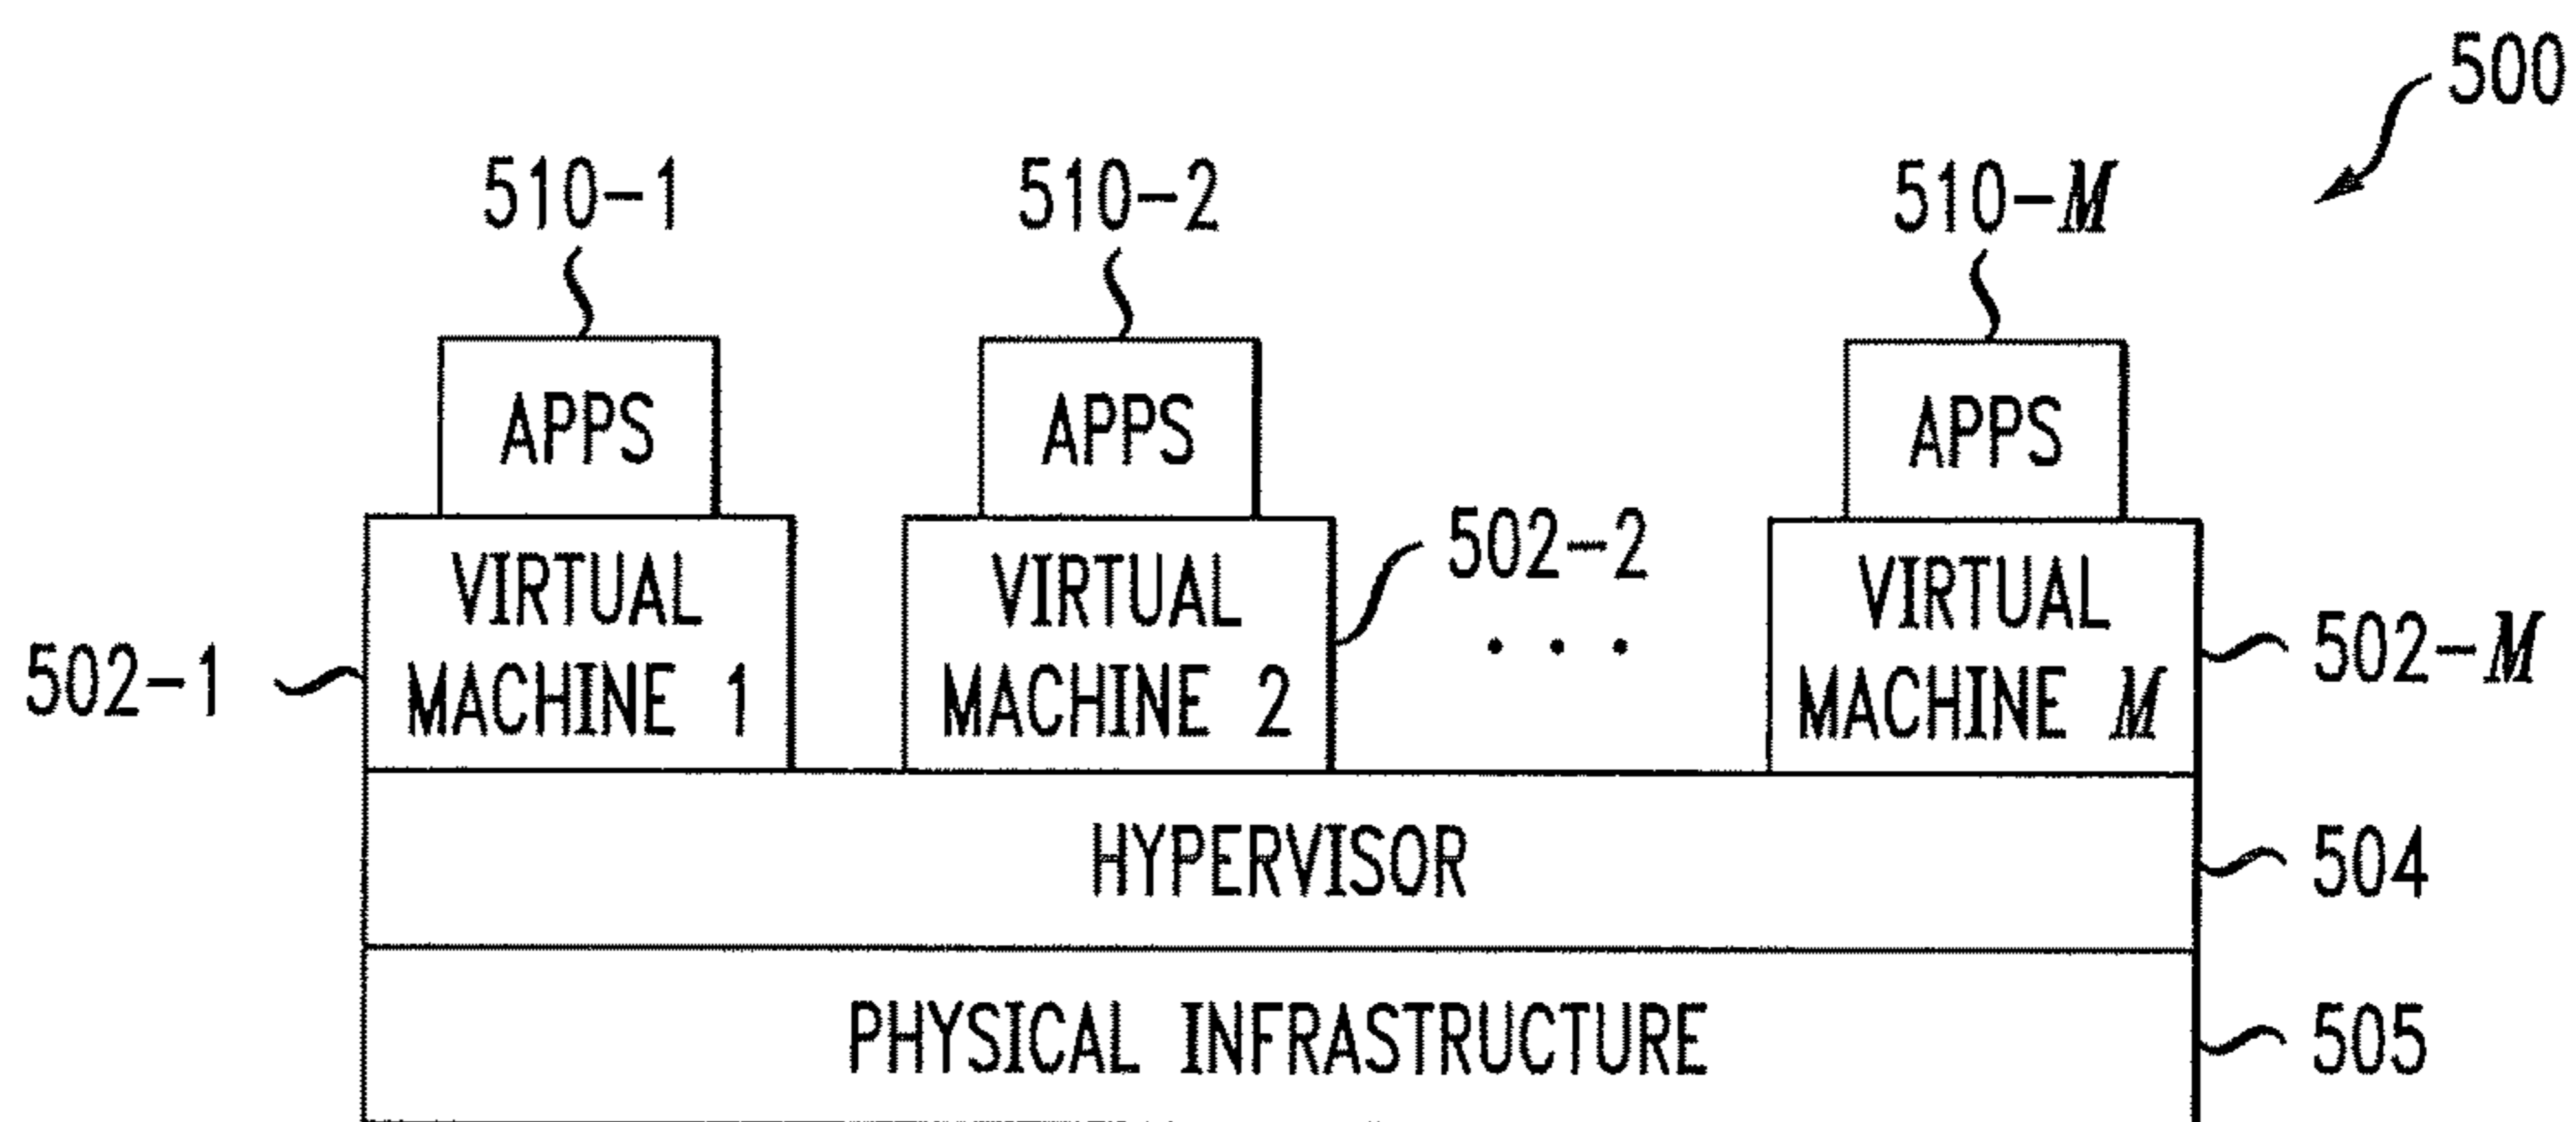 500
510-1 510-2 510-M
APPS APPS APPS
502-2
VIRTUAL VIRTUAL VIRTUAL
502-1 MACHINE 1 MACHINE 2 . . . MACHINE M 502-M
HYPERVISOR 504
PHYSICAL INFRASTRUCTURE 505